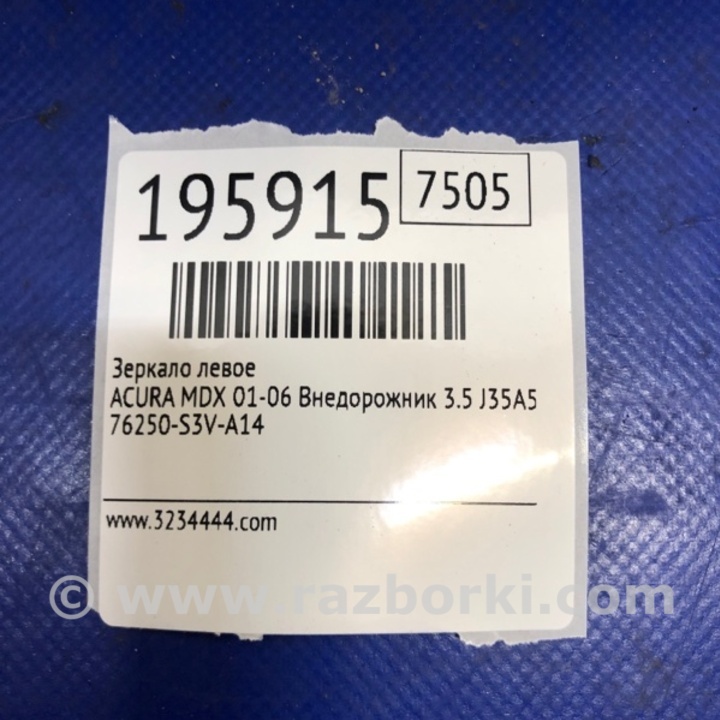 195915
7505
Зеркало левое
ACURA MDX 01-06 Внедорожник 3.5 J35A5
76250-S3V-A14
www.3234444.com
© www.razborki.com